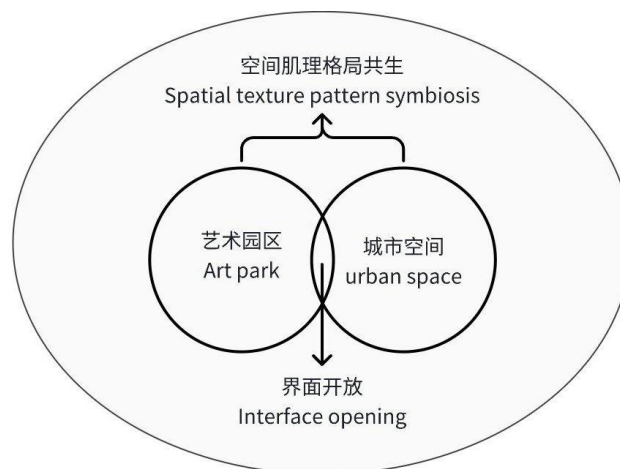 空间肌理格局共生
Spatial texture pattern symbiosis
艺术园区
Art park
城市空间
urban space
界面开放
Interface opening